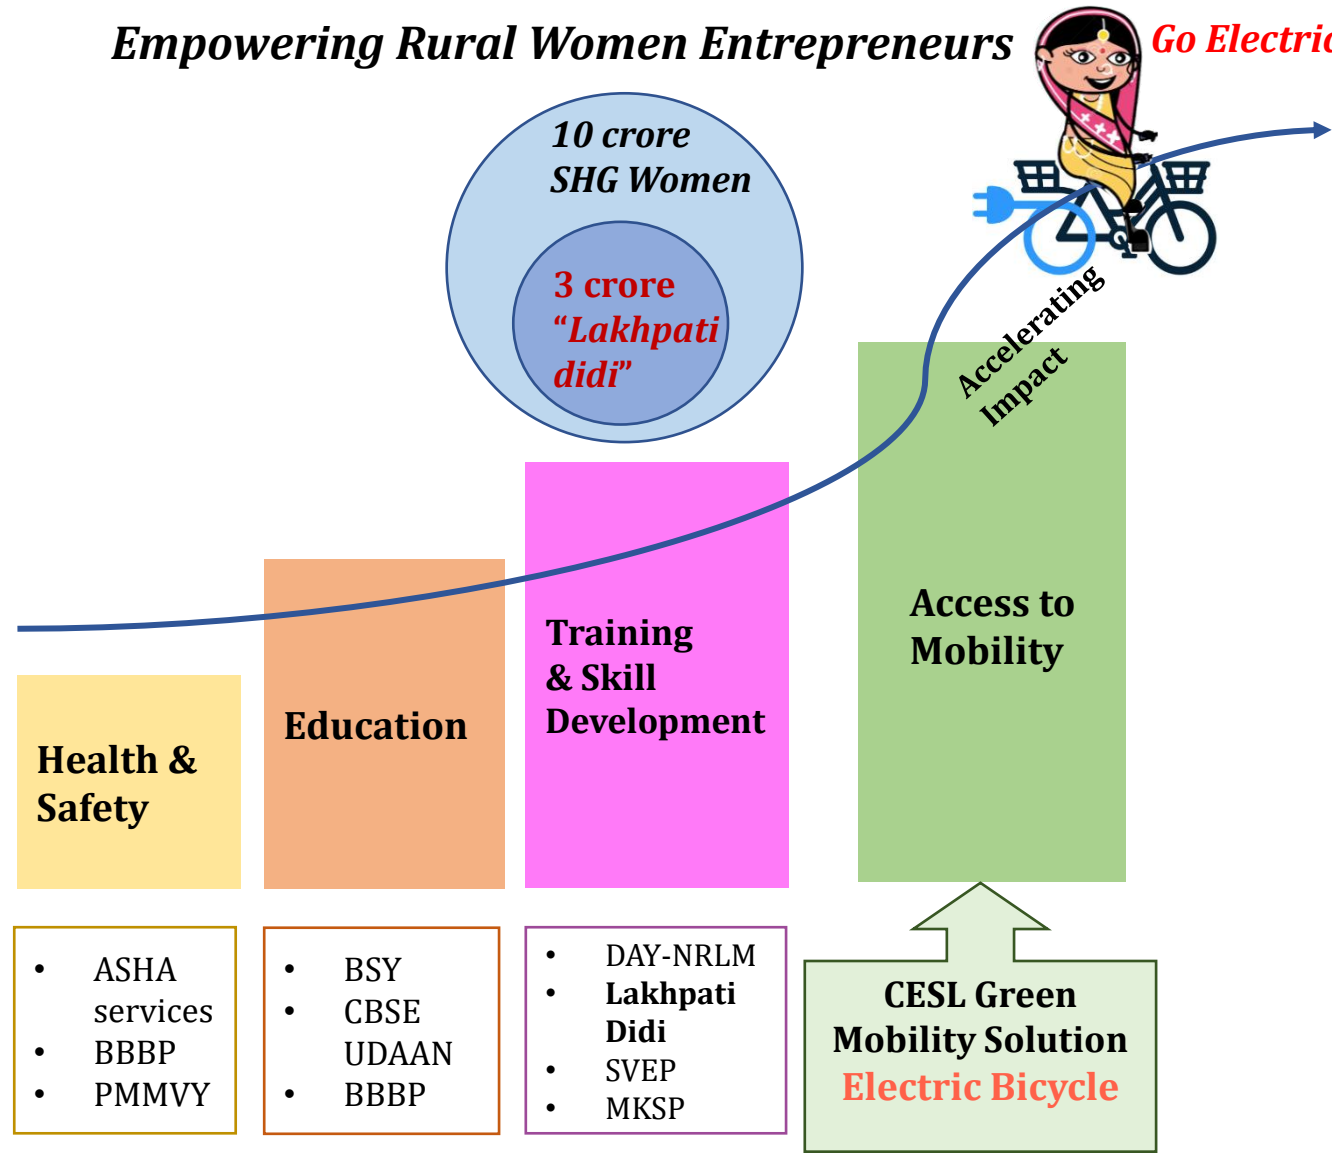 Empowering Rural Women Entrepreneurs
Go Electric
10 crore
SHG Women
3 crore
“Lakhpati
didi”
Accelerating
Impact
Health &
Safety
Education
Training
& Skill
Development
Access to
Mobility
• ASHA
services
• BBBP
• PMMVY
• BSY
• CBSE
UDAAN
• BBBP
• DAY-NRLM
• Lakhpati
Didi
• SVEP
• MKSP
CESL Green
Mobility Solution
Electric Bicycle